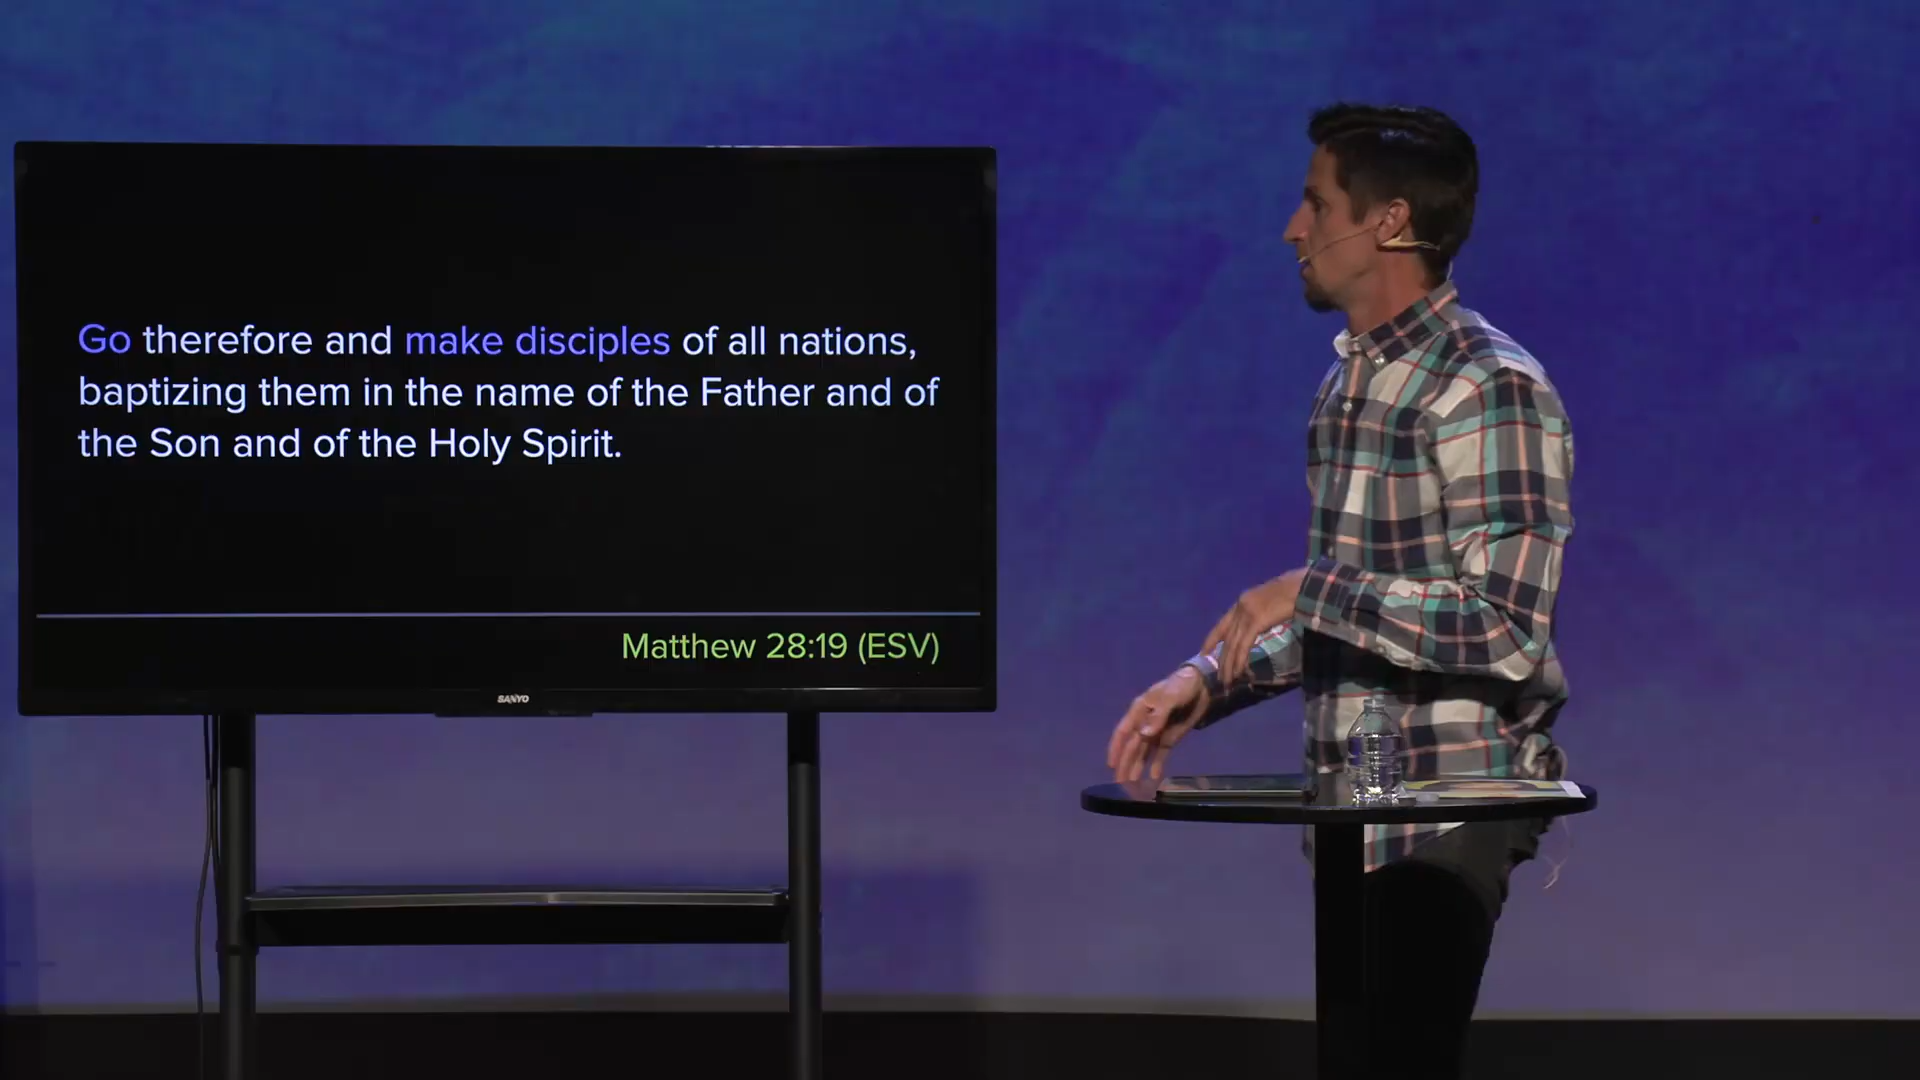 Go therefore and make disciples of all nations,
baptizing them in the name of the Father and of
the Son and of the Holy Spirit.
Matthew 28:19 (ESV)
SANYO